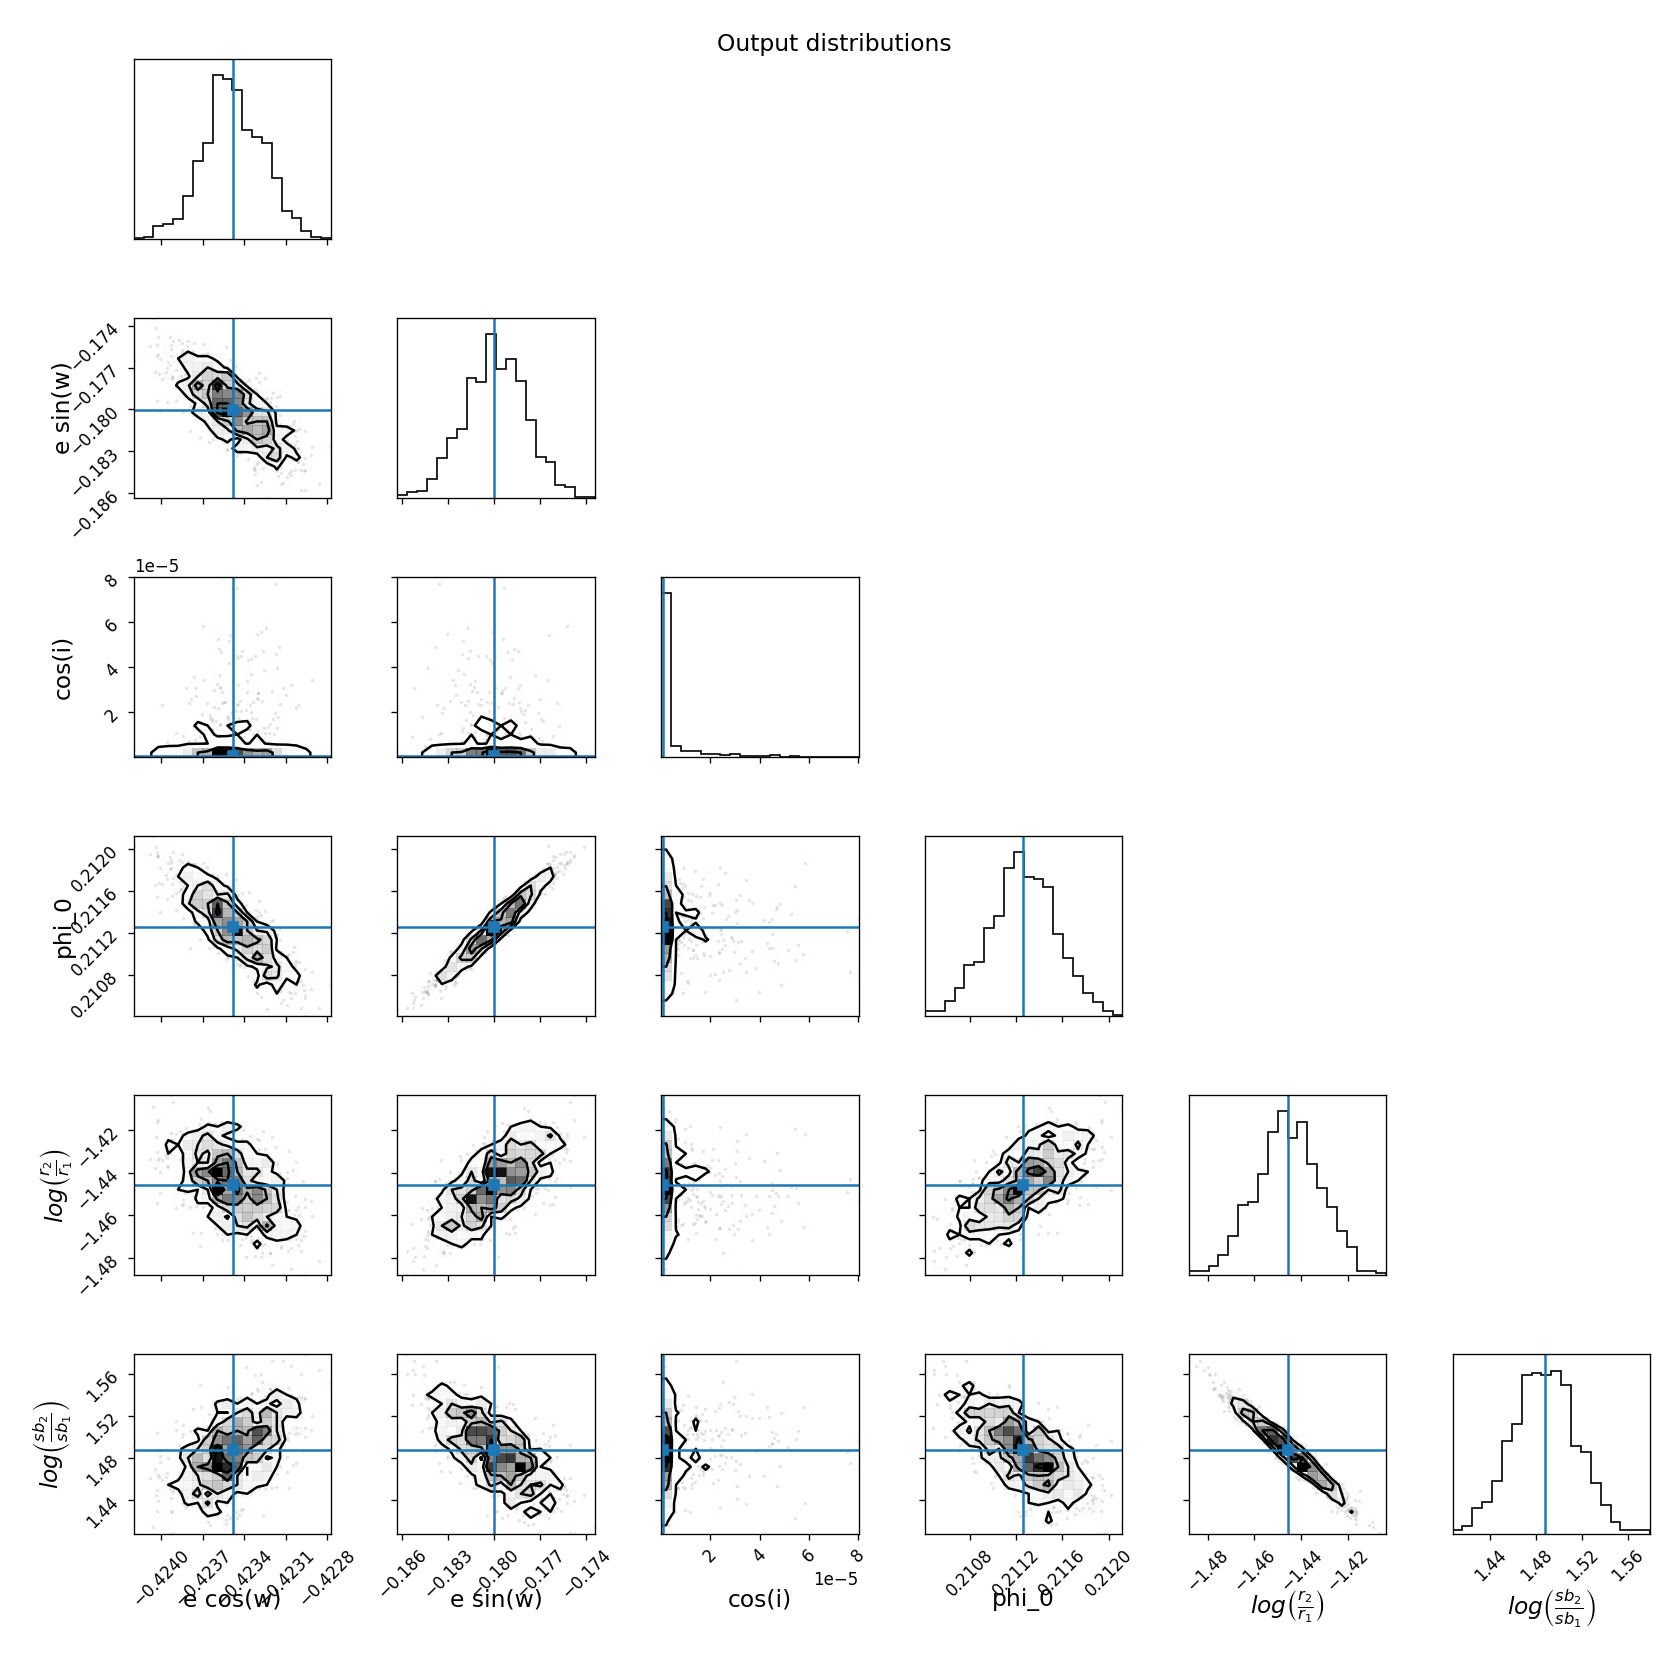 Output distributions
e sin(w)
−0.174
−0.177
−0.180
−0.183
−0.186
1e−5
cos(i)
8
6
4
2
phi_0
0.2120
0.2116
0.2112
0.2108
log(r2/r1)
−1.42
−1.44
−1.46
−1.48
log(sb2/sb1)
1.56
1.52
1.48
1.44
−0.4240 −0.4237 −0.4234 −0.4231 −0.4228
−0.186 −0.183 −0.180 −0.177 −0.174
2 4 6 8
1e−5
0.2108 0.2112 0.2116 0.2120
−1.48 −1.46 −1.44 −1.42
1.44 1.48 1.52 1.56
e cos(w) e sin(w) cos(i) phi_0 log(r2/r1) log(sb2/sb1)